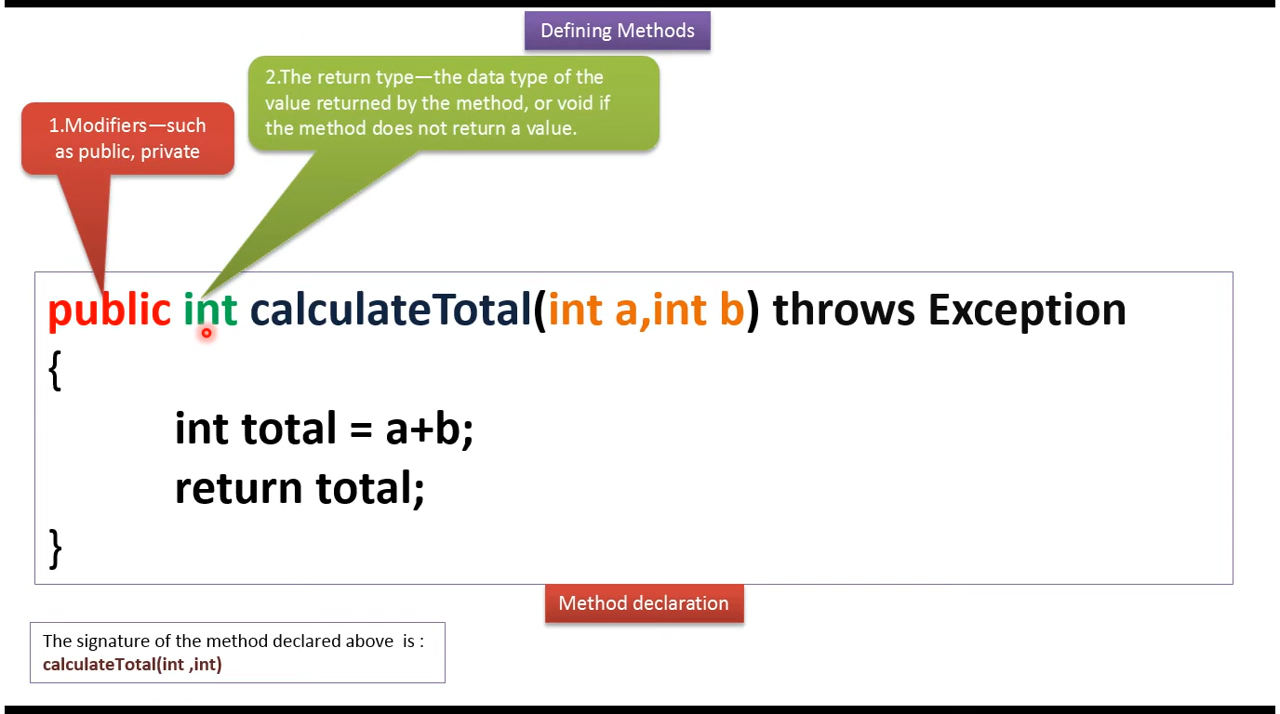 Defining Methods
2.The return type—the data type of the
value returned by the method, or void if
the method does not return a value.
1.Modifiers—such
as public, private
public int calculateTotal(int a,int b) throws Exception
{
int total = a+b;
return total;
}
Method declaration
The signature of the method declared above  is :
calculateTotal(int ,int)